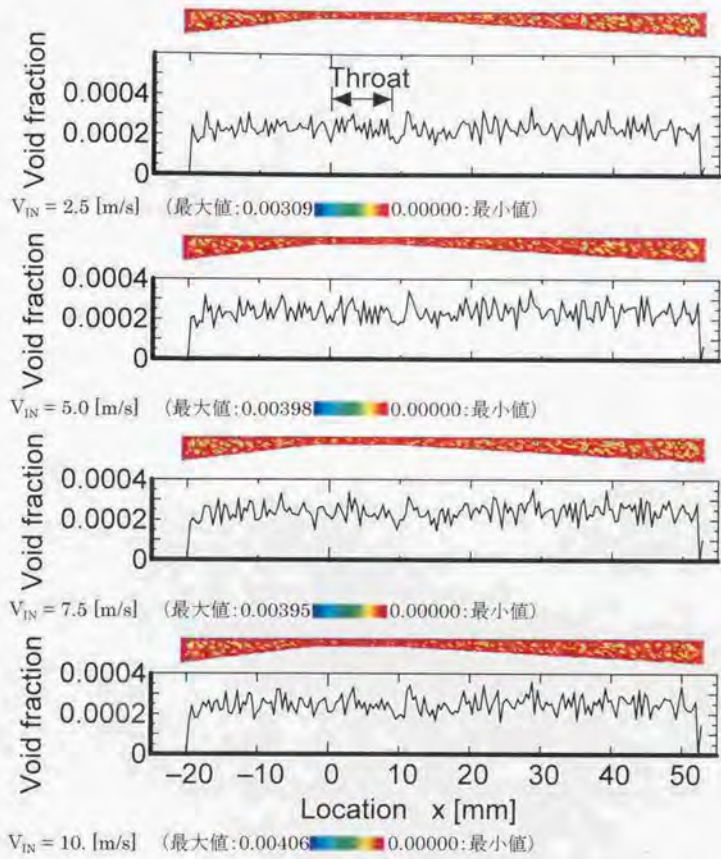 Throat
Void fraction
0.0004
0.0002
0
V_IN = 2.5 [m/s] (最大値:0.00309 0.00000:最小値)
Void fraction
0.0004
0.0002
0
V_IN = 5.0 [m/s] (最大値:0.00398 0.00000:最小値)
Void fraction
0.0004
0.0002
0
V_IN = 7.5 [m/s] (最大値:0.00395 0.00000:最小値)
Void fraction
0.0004
0.0002
0
−20 −10 0 10 20 30 40 50
Location x [mm]
V_IN = 10. [m/s] (最大値:0.00406 0.00000:最小値)